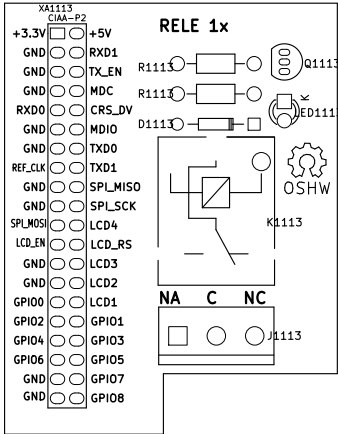 XA1113
CIAA-P2
RELE 1x
+3.3V +5V
GND RXD1
GND TX_EN
GND MDC
RXD0 CRS_DV
GND MDIO
GND TXD0
REF_CLK TXD1
GND SPI_MISO
GND SPI_SCK
SPI_MOSI LCD4
LCD_EN LCD_RS
GND LCD3
GND LCD2
GPIO0 LCD1
GPIO2 GPIO1
GPIO4 GPIO3
GPIO6 GPIO5
GND GPIO7
GND GPIO8
R1113
Q1113
R1113
K
LED1113
D1113
OSHW
K1113
NA C NC
J1113